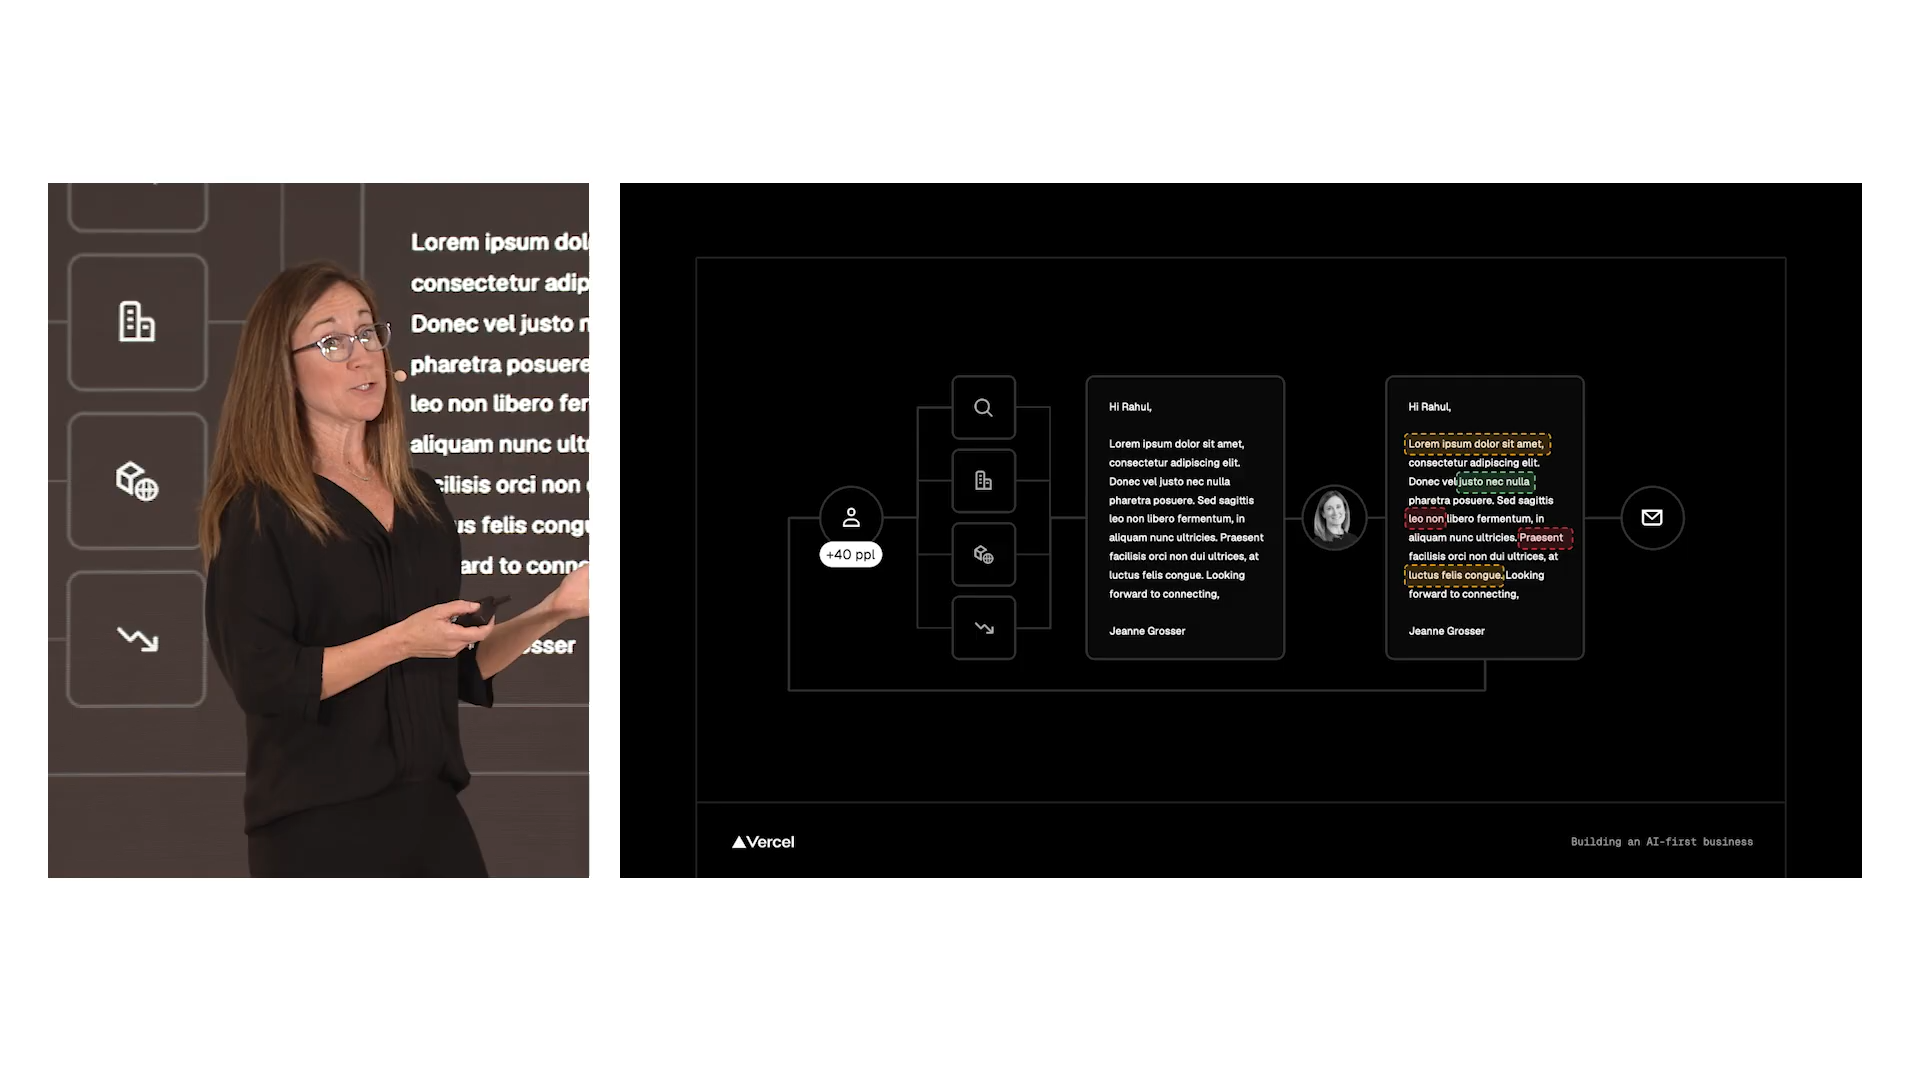 Lorem ipsum dol
consectetur adip
Donec vel justo n
pharetra posuere
leo non libero fer
aliquam nunc ultr
cilisis orci non
us felis congu
ard to conne
sser
+40 ppl
Hi Rahul,
Lorem ipsum dolor sit amet,
consectetur adipiscing elit.
Donec vel justo nec nulla
pharetra posuere. Sed sagittis
leo non libero fermentum, in
aliquam nunc ultricies. Praesent
facilisis orci non dui ultrices, at
luctus felis congue. Looking
forward to connecting,
Jeanne Grosser
Hi Rahul,
Lorem ipsum dolor sit amet,
consectetur adipiscing elit.
Donec vel justo nec nulla
pharetra posuere. Sed sagittis
leo non libero fermentum, in
aliquam nunc ultricies. Praesent
facilisis orci non dui ultrices, at
luctus felis congue. Looking
forward to connecting,
Jeanne Grosser
Vercel
Building an AI-first business